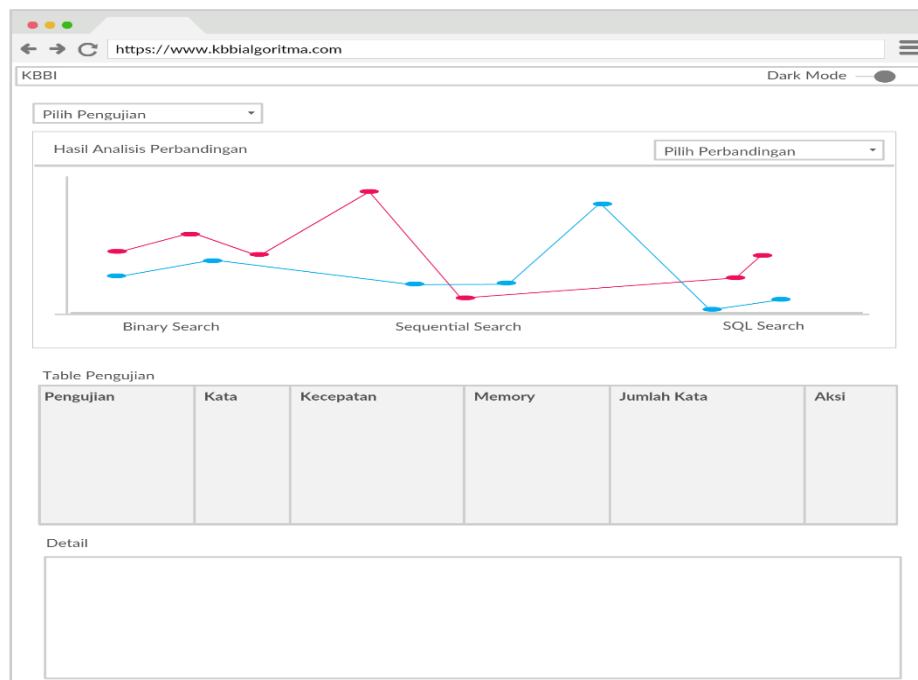 https://www.kbbialgoritma.com
KBBI Dark Mode
Pilih Pengujian
Hasil Analisis Perbandingan Pilih Perbandingan
Binary Search Sequential Search SQL Search
Table Pengujian
Pengujian Kata Kecepatan Memory Jumlah Kata Aksi
Detail